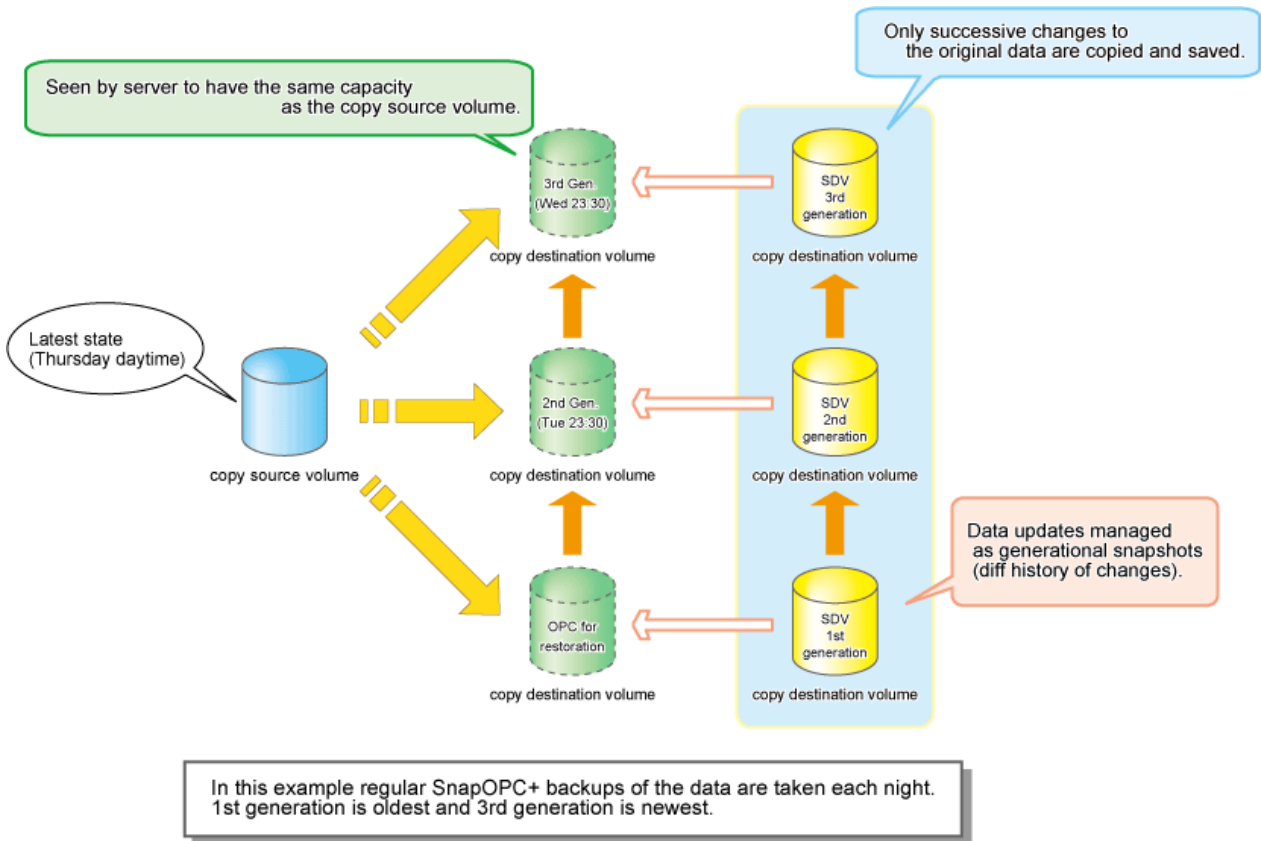 Only successive changes to
the original data are copied and saved.
Seen by server to have the same capacity
as the copy source volume.
3rd Gen.
(Wed 23:30)
copy destination volume
SDV
3rd
generation
copy destination volume
Latest state
(Thursday daytime)
copy source volume
2nd Gen.
(Tue 23:30)
copy destination volume
SDV
2nd
generation
copy destination volume
Data updates managed
as generational snapshots
(diff history of changes).
OPC for
restoration
copy destination volume
SDV
1st
generation
copy destination volume
In this example regular SnapOPC+ backups of the data are taken each night.
1st generation is oldest and 3rd generation is newest.